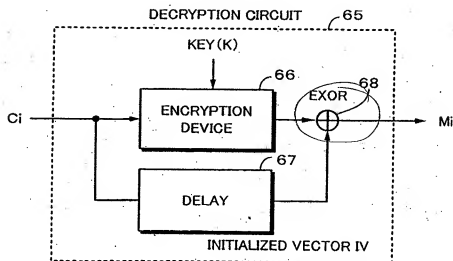 DECRYPTION CIRCUIT 65
KEY(K)
66
EXOR 68
Ci
ENCRYPTION
DEVICE
Mi
67
DELAY
INITIALIZED VECTOR IV